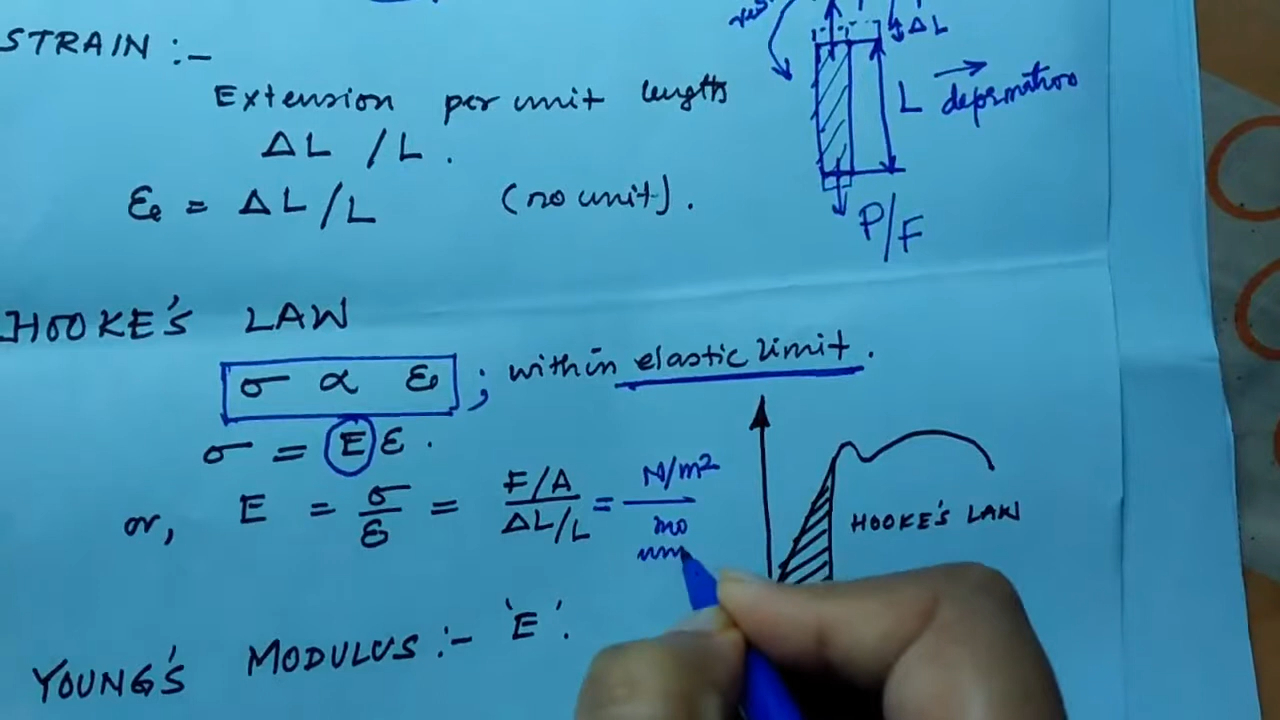 STRAIN :-
Extension per unit length
ΔL / L .
ε = ΔL/L (no unit).
ΔL
L
deformation
P/F
HOOKE'S LAW
σ ∝ ε ; within elastic limit.
σ = E ε .
or, E = σ/ε = F/A / ΔL/L = N/m² / no
HOOKE'S LAW
YOUNG'S MODULUS :- 'E'.